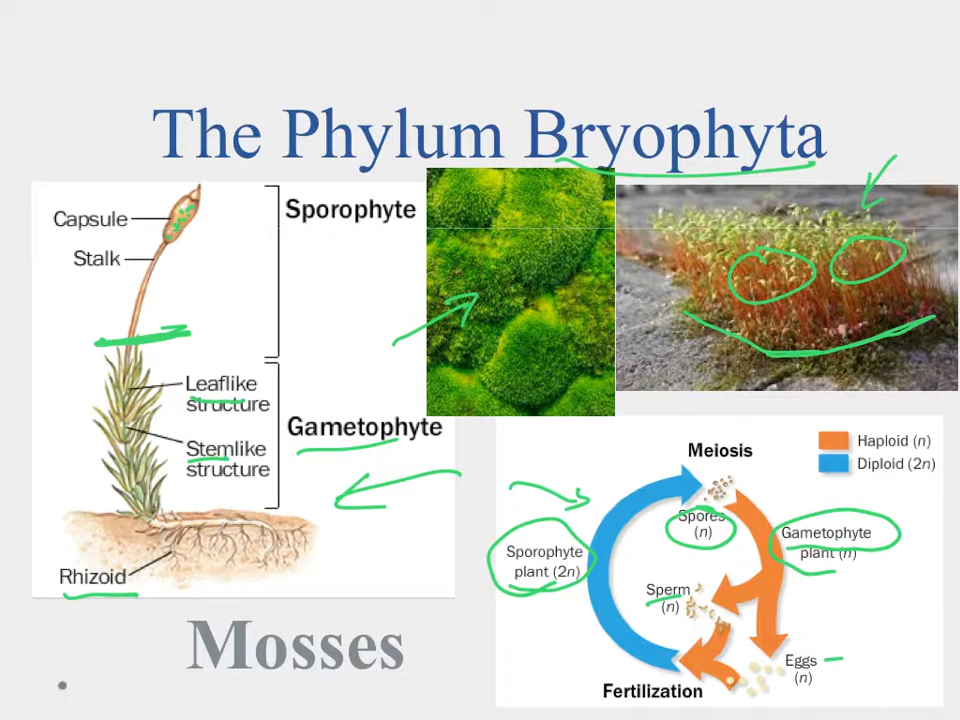 The Phylum Bryophyta
Capsule
Stalk
Sporophyte
Leaflike
structure
Stemlike
structure
Gametophyte
Rhizoid
Mosses
Haploid (n)
Diploid (2n)
Meiosis
Spores
(n)
Gametophyte
plant (n)
Sporophyte
plant (2n)
Sperm
(n)
Eggs
(n)
Fertilization